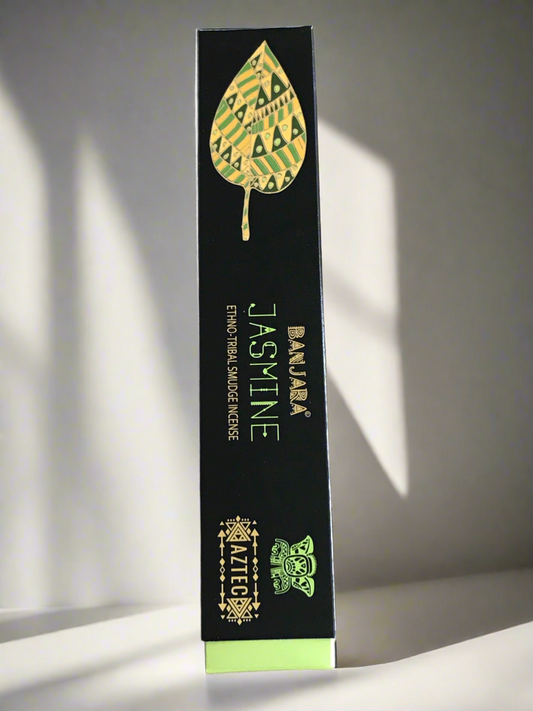 BANJARA®
JASMINE
ETHNO-TRIBAL SMUDGE INCENSE
AZTEC